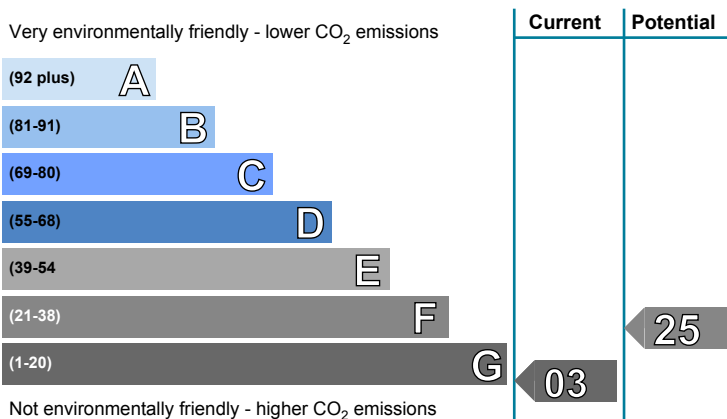 Current Potential
Very environmentally friendly - lower CO2 emissions
(92 plus) A
(81-91) B
(69-80) C
(55-68) D
(39-54 E
(21-38) F
25
(1-20) G
03
Not environmentally friendly - higher CO2 emissions